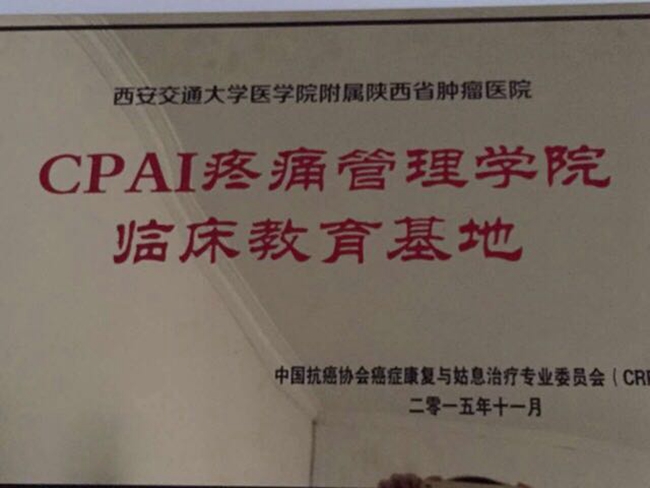 西安交通大学医学院附属陕西省肿瘤医院
CPAI疼痛管理学院
临床教育基地
中国抗癌协会癌症康复与姑息治疗专业委员会（CR
二零一五年十一月